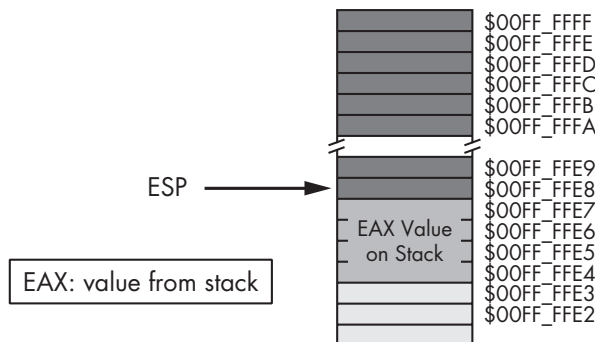 $00FF_FFFF
$00FF_FFFE
$00FF_FFFD
$00FF_FFFC
$00FF_FFFB
$00FF_FFFA
$00FF_FFE9
ESP
$00FF_FFE8
$00FF_FFE7
EAX Value
$00FF_FFE6
on Stack
$00FF_FFE5
EAX: value from stack
$00FF_FFE4
$00FF_FFE3
$00FF_FFE2